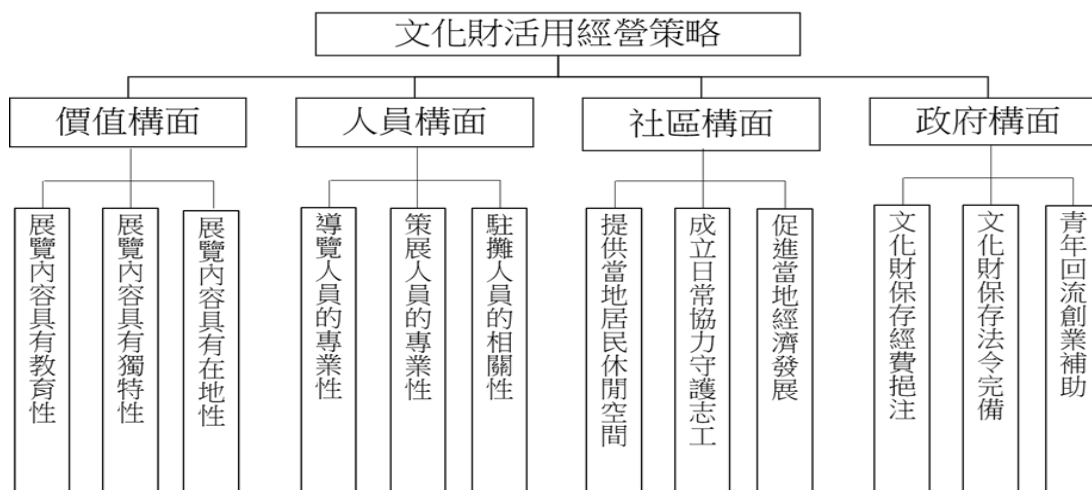 文化財活用經營策略
價值構面
人員構面
社區構面
政府構面
展覽內容具有教育性
展覽內容具有獨特性
展覽內容具有在地性
導覽人員的專業性
策展人員的專業性
駐攤人員的相關性
提供當地居民休閒空間
成立日常協力守護志工
促進當地經濟發展
文化財保存經費挹注
文化財保存法令完備
青年回流創業補助